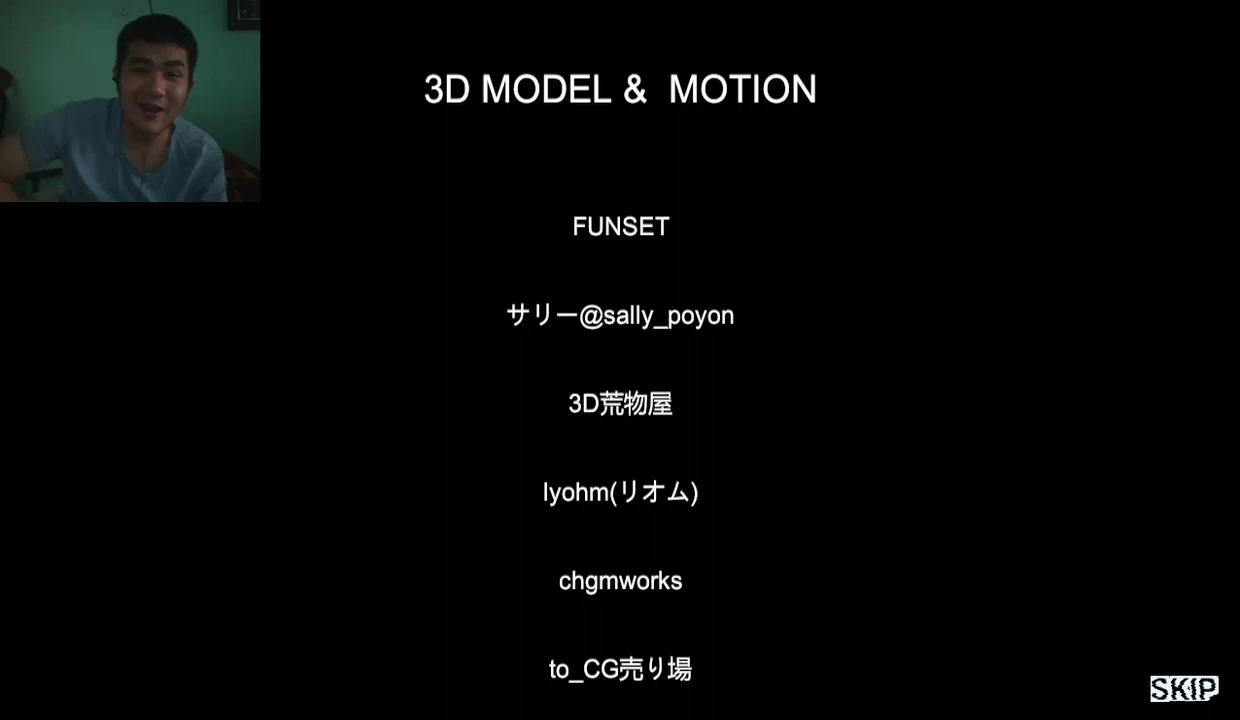 3D MODEL & MOTION
FUNSET
サリー@sally_poyon
3D荒物屋
lyohm(リオム)
chgmworks
to_CG売り場
SKIP